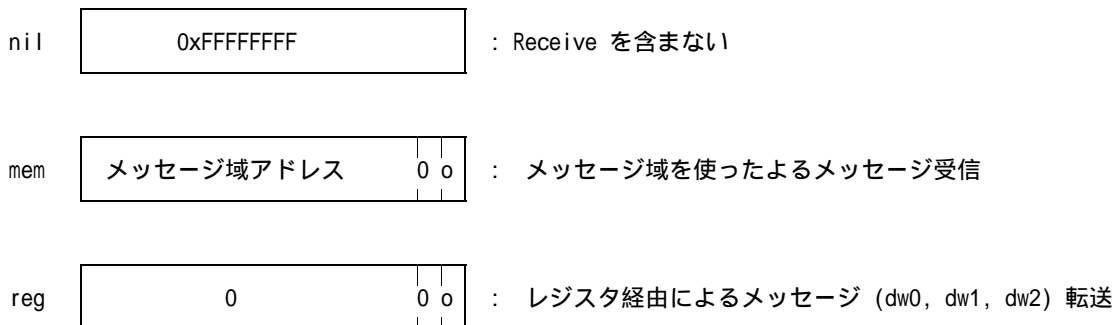 nil 0xFFFFFFFF : Receive を含まない
mem メッセージ域アドレス 0 o : メッセージ域を使ったよるメッセージ受信
reg 0 0 o : レジスタ経由によるメッセージ (dw0, dw1, dw2) 転送